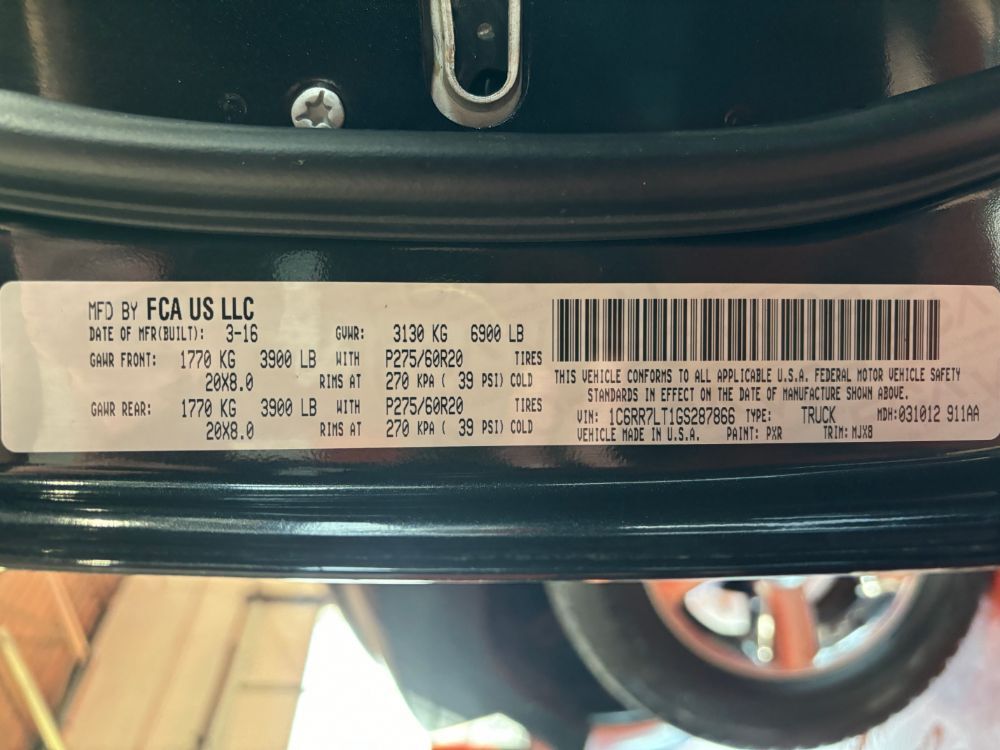 MFD BY FCA US LLC
DATE OF MFR(BUILT): 3-16 GVWR: 3130 KG 6900 LB
GAWR FRONT: 1770 KG 3900 LB WITH P275/60R20 TIRES
20X8.0 RIMS AT 270 KPA ( 39 PSI) COLD
GAWR REAR: 1770 KG 3900 LB WITH P275/60R20 TIRES
20X8.0 RIMS AT 270 KPA ( 39 PSI) COLD
THIS VEHICLE CONFORMS TO ALL APPLICABLE U.S.A. FEDERAL MOTOR VEHICLE SAFETY
STANDARDS IN EFFECT ON THE DATE OF MANUFACTURE SHOWN ABOVE.
VIN: 1C6RR7LT1GS287866 TYPE: TRUCK MDH:031012 911AA
VEHICLE MADE IN U.S.A. PAINT: PXR TRIM: MJX8